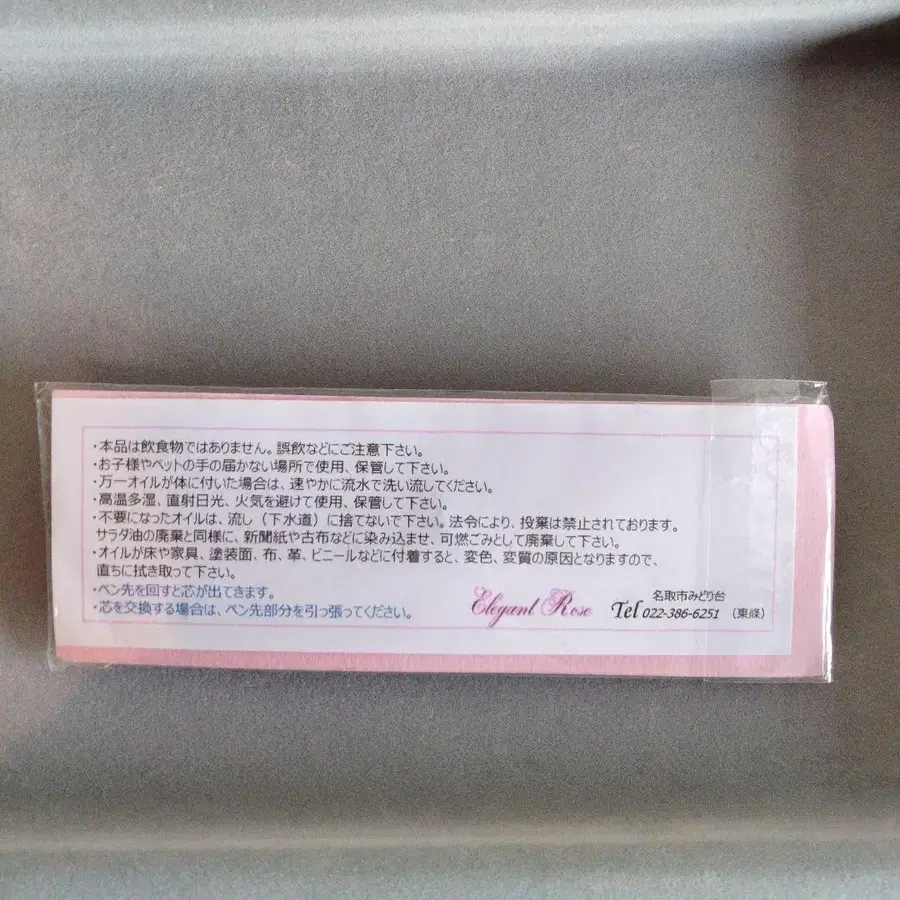 ・本品は飲食物ではありません。誤飲などにご注意下さい。
・お子様やペットの手の届かない場所で使用、保管して下さい。
・万一オイルが体に付いた場合は、速やかに流水で洗い流してください。
・高温多湿、直射日光、火気を避けて使用、保管して下さい。
・不要になったオイルは、流し（下水道）に捨てないで下さい。法令により、投棄は禁止されております。
サラダ油の廃棄と同様に、新聞紙や古布などに染み込ませ、可燃ごみとして廃棄して下さい。
・オイルが床や家具、塗装面、布、革、ビニールなどに付着すると、変色、変質の原因となりますので、
直ちに拭き取って下さい。
・ペン先を回すと芯が出てきます。
・芯を交換する場合は、ペン先部分を引っ張ってください。
Elegant Rose
名取市みどり台
Tel 022-386-6251 （東條）